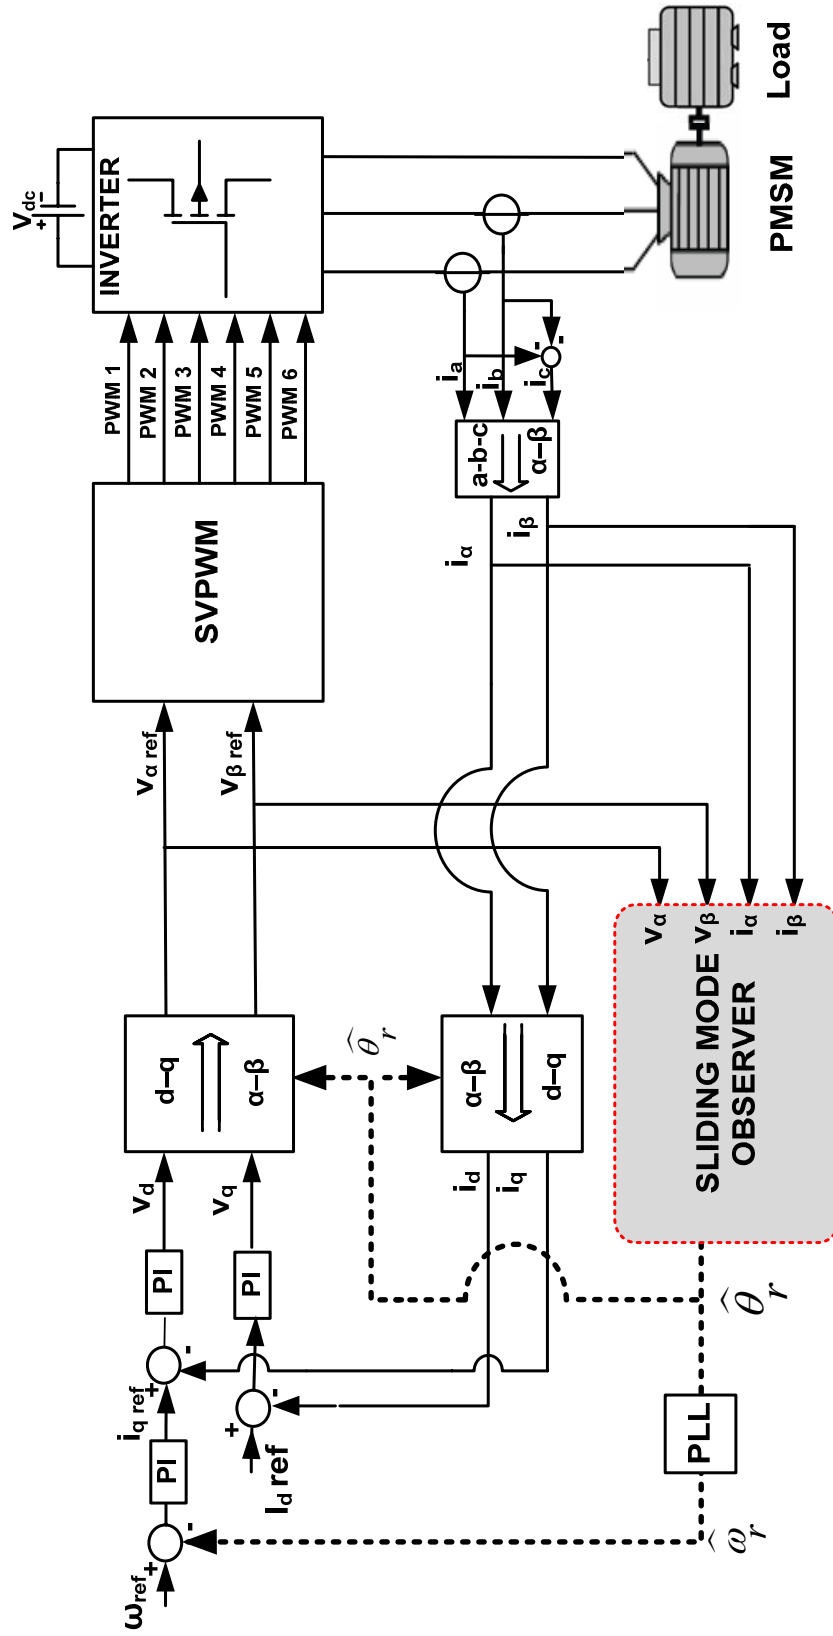 ωref
+
-
PI
iq ref
+
-
PI
vd
d–q
α–β
vα ref
vβ ref
SVPWM
PWM 1
PWM 2
PWM 3
PWM 4
PWM 5
PWM 6
Vdc
+
-
INVERTER
Id ref
+
-
PI
vq
θ̂r
id
iq
α–β
d–q
iα
iβ
a-b-c
α–β
ia
ib
ic
-
-
PMSM
Load
ω̂r
PLL
θ̂r
SLIDING MODE
OBSERVER
vα
vβ
iα
iβ